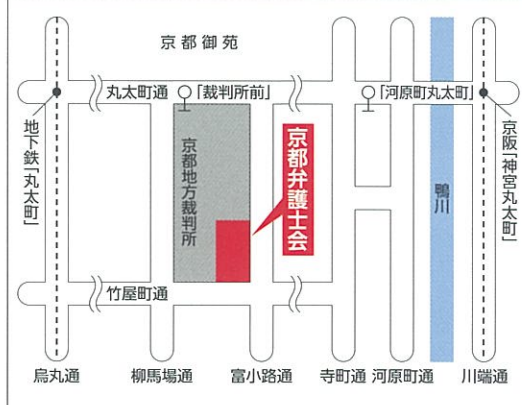 京都御苑
丸太町通
「裁判所前」
「河原町丸太町」
地下鉄「丸太町」
京都地方裁判所
京都弁護士会
鴨川
京阪「神宮丸太町」
竹屋町通
烏丸通
柳馬場通
富小路通
寺町通
河原町通
川端通